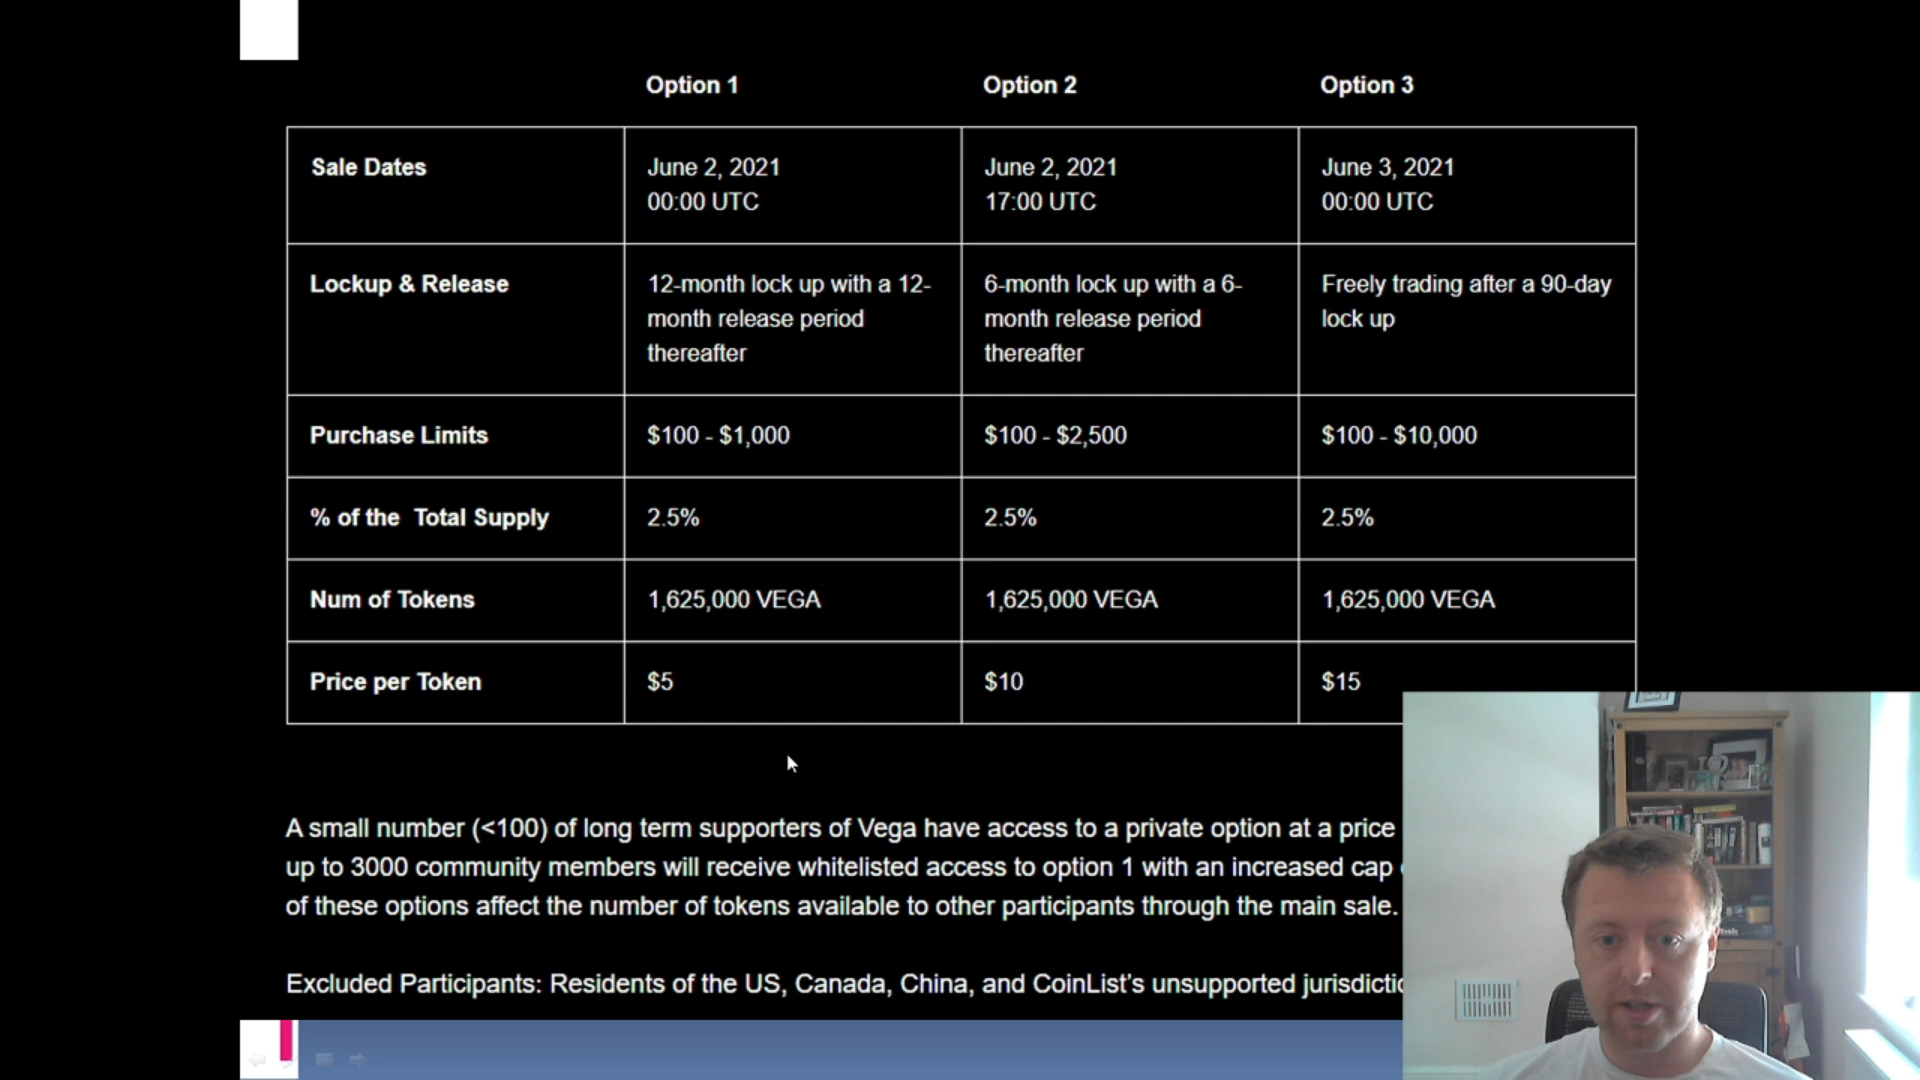 Option 1 Option 2 Option 3
Sale Dates
June 2, 2021
00:00 UTC
June 2, 2021
17:00 UTC
June 3, 2021
00:00 UTC
Lockup & Release
12-month lock up with a 12-
month release period
thereafter
6-month lock up with a 6-
month release period
thereafter
Freely trading after a 90-day
lock up
Purchase Limits
$100 - $1,000
$100 - $2,500
$100 - $10,000
% of the Total Supply
2.5%
2.5%
2.5%
Num of Tokens
1,625,000 VEGA
1,625,000 VEGA
1,625,000 VEGA
Price per Token
$5
$10
$15
A small number (<100) of long term supporters of Vega have access to a private option at a price
up to 3000 community members will receive whitelisted access to option 1 with an increased cap
of these options affect the number of tokens available to other participants through the main sale.
Excluded Participants: Residents of the US, Canada, China, and CoinList's unsupported